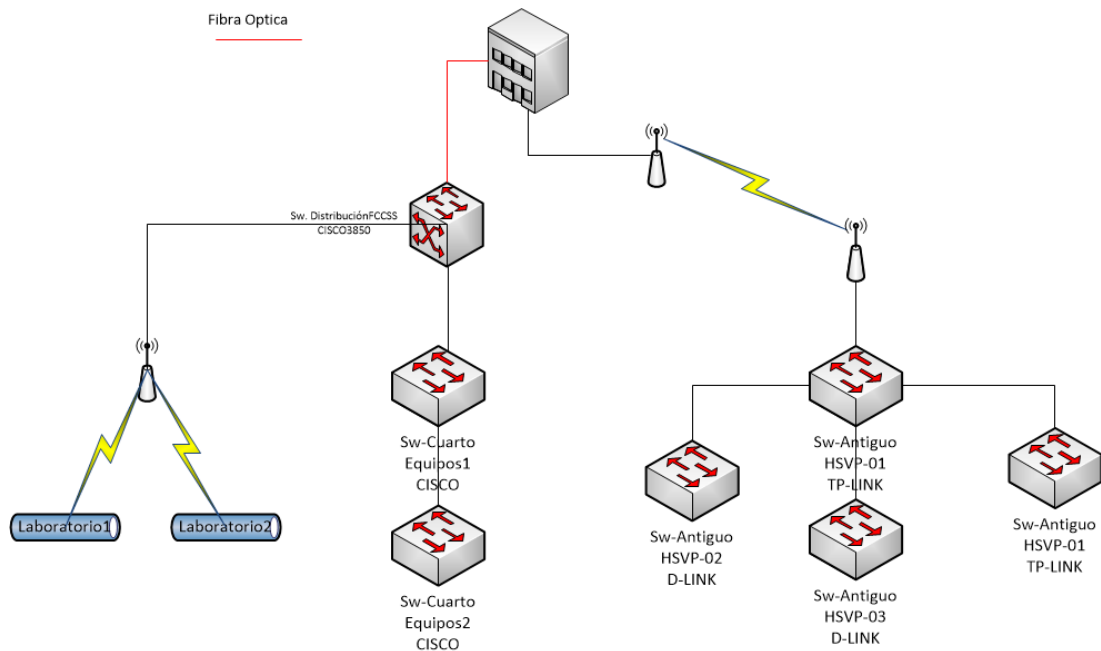 Fibra Optica
Sw. DistribuciónFCCSS
CISCO3850
Laboratorio1
Laboratorio2
Sw-Cuarto
Equipos1
CISCO
Sw-Cuarto
Equipos2
CISCO
Sw-Antiguo
HSVP-01
TP-LINK
Sw-Antiguo
HSVP-02
D-LINK
Sw-Antiguo
HSVP-03
D-LINK
Sw-Antiguo
HSVP-01
TP-LINK